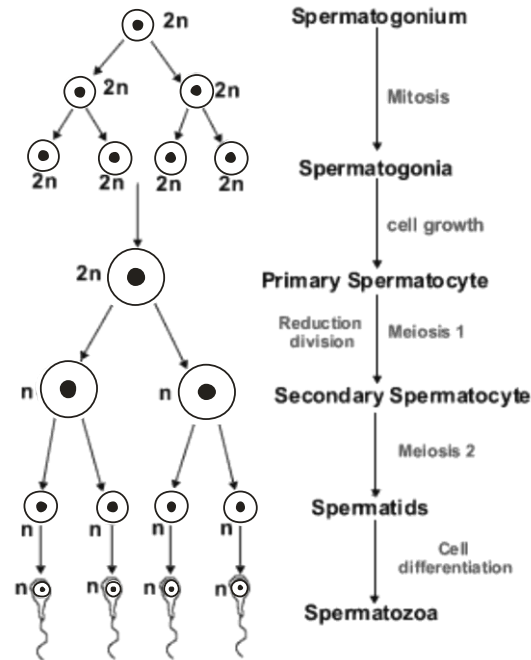 2n
Spermatogonium
2n
2n
Mitosis
2n
2n
2n
2n
Spermatogonia
cell growth
2n
Primary Spermatocyte
Reduction
division
Meiosis 1
n
n
Secondary Spermatocyte
Meiosis 2
Spermatids
n
n
n
n
Cell
differentiation
n
n
n
n
Spermatozoa